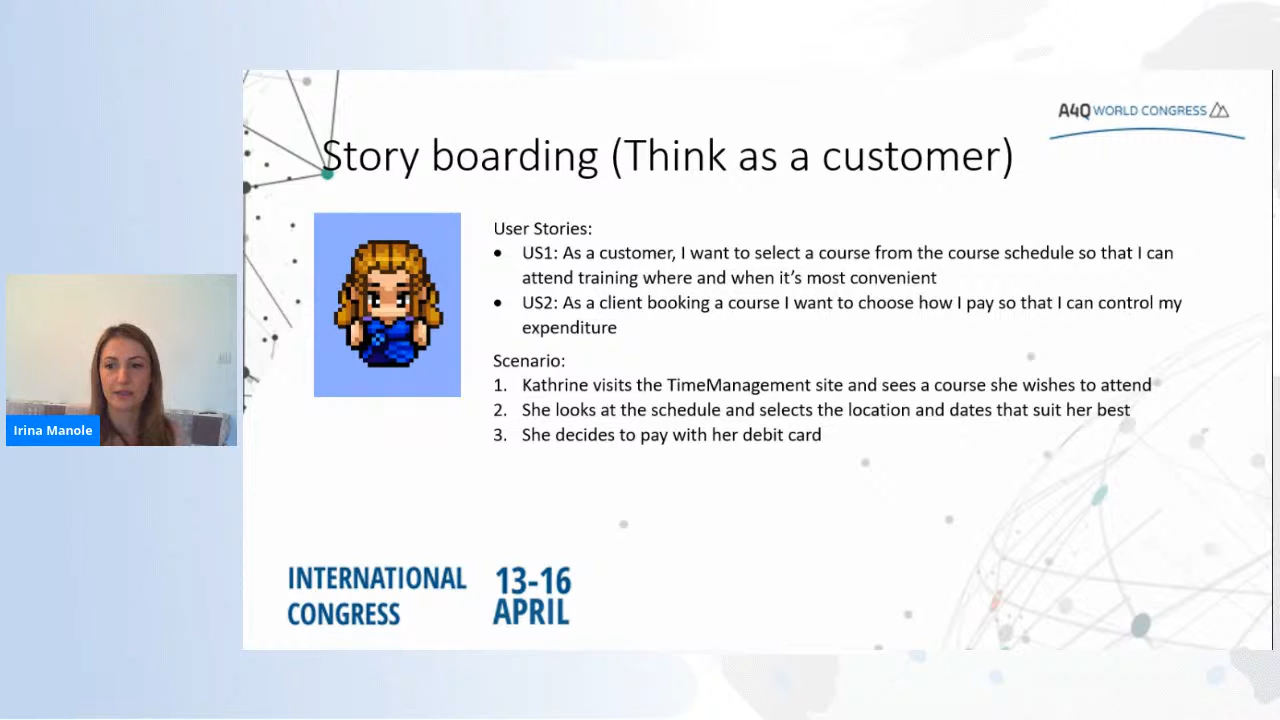 A4Q WORLD CONGRESS
Story boarding (Think as a customer)
User Stories:
• US1: As a customer, I want to select a course from the course schedule so that I can
attend training where and when it’s most convenient
• US2: As a client booking a course I want to choose how I pay so that I can control my
expenditure
Scenario:
1. Kathrine visits the TimeManagement site and sees a course she wishes to attend
2. She looks at the schedule and selects the location and dates that suit her best
3. She decides to pay with her debit card
Irina Manole
INTERNATIONAL
CONGRESS
13-16
APRIL